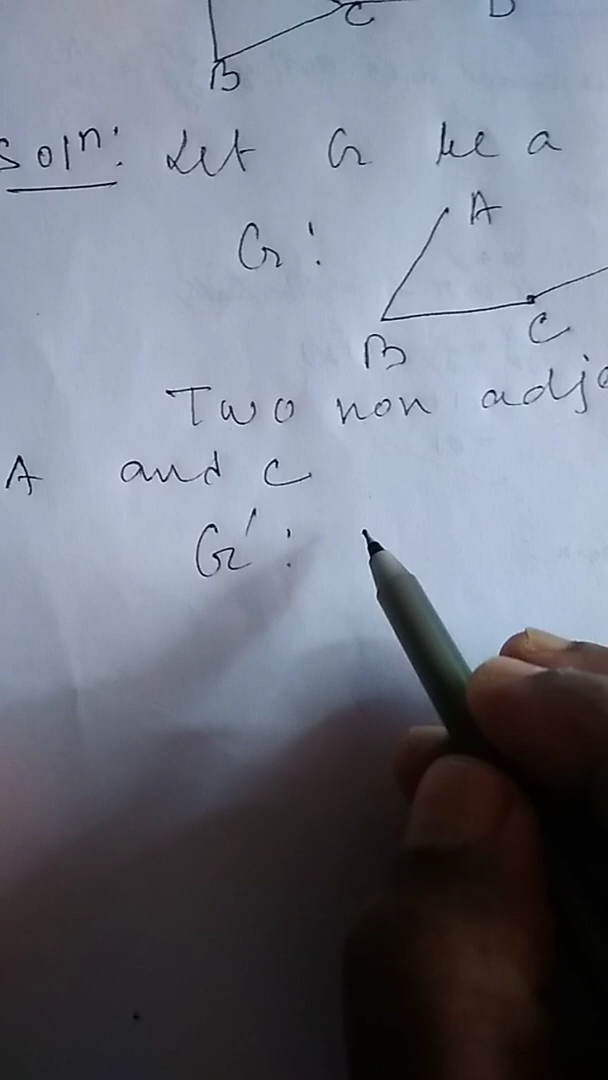 C D
B
Soln: Let G be a
G: A
B C
Two non
A and C
G':